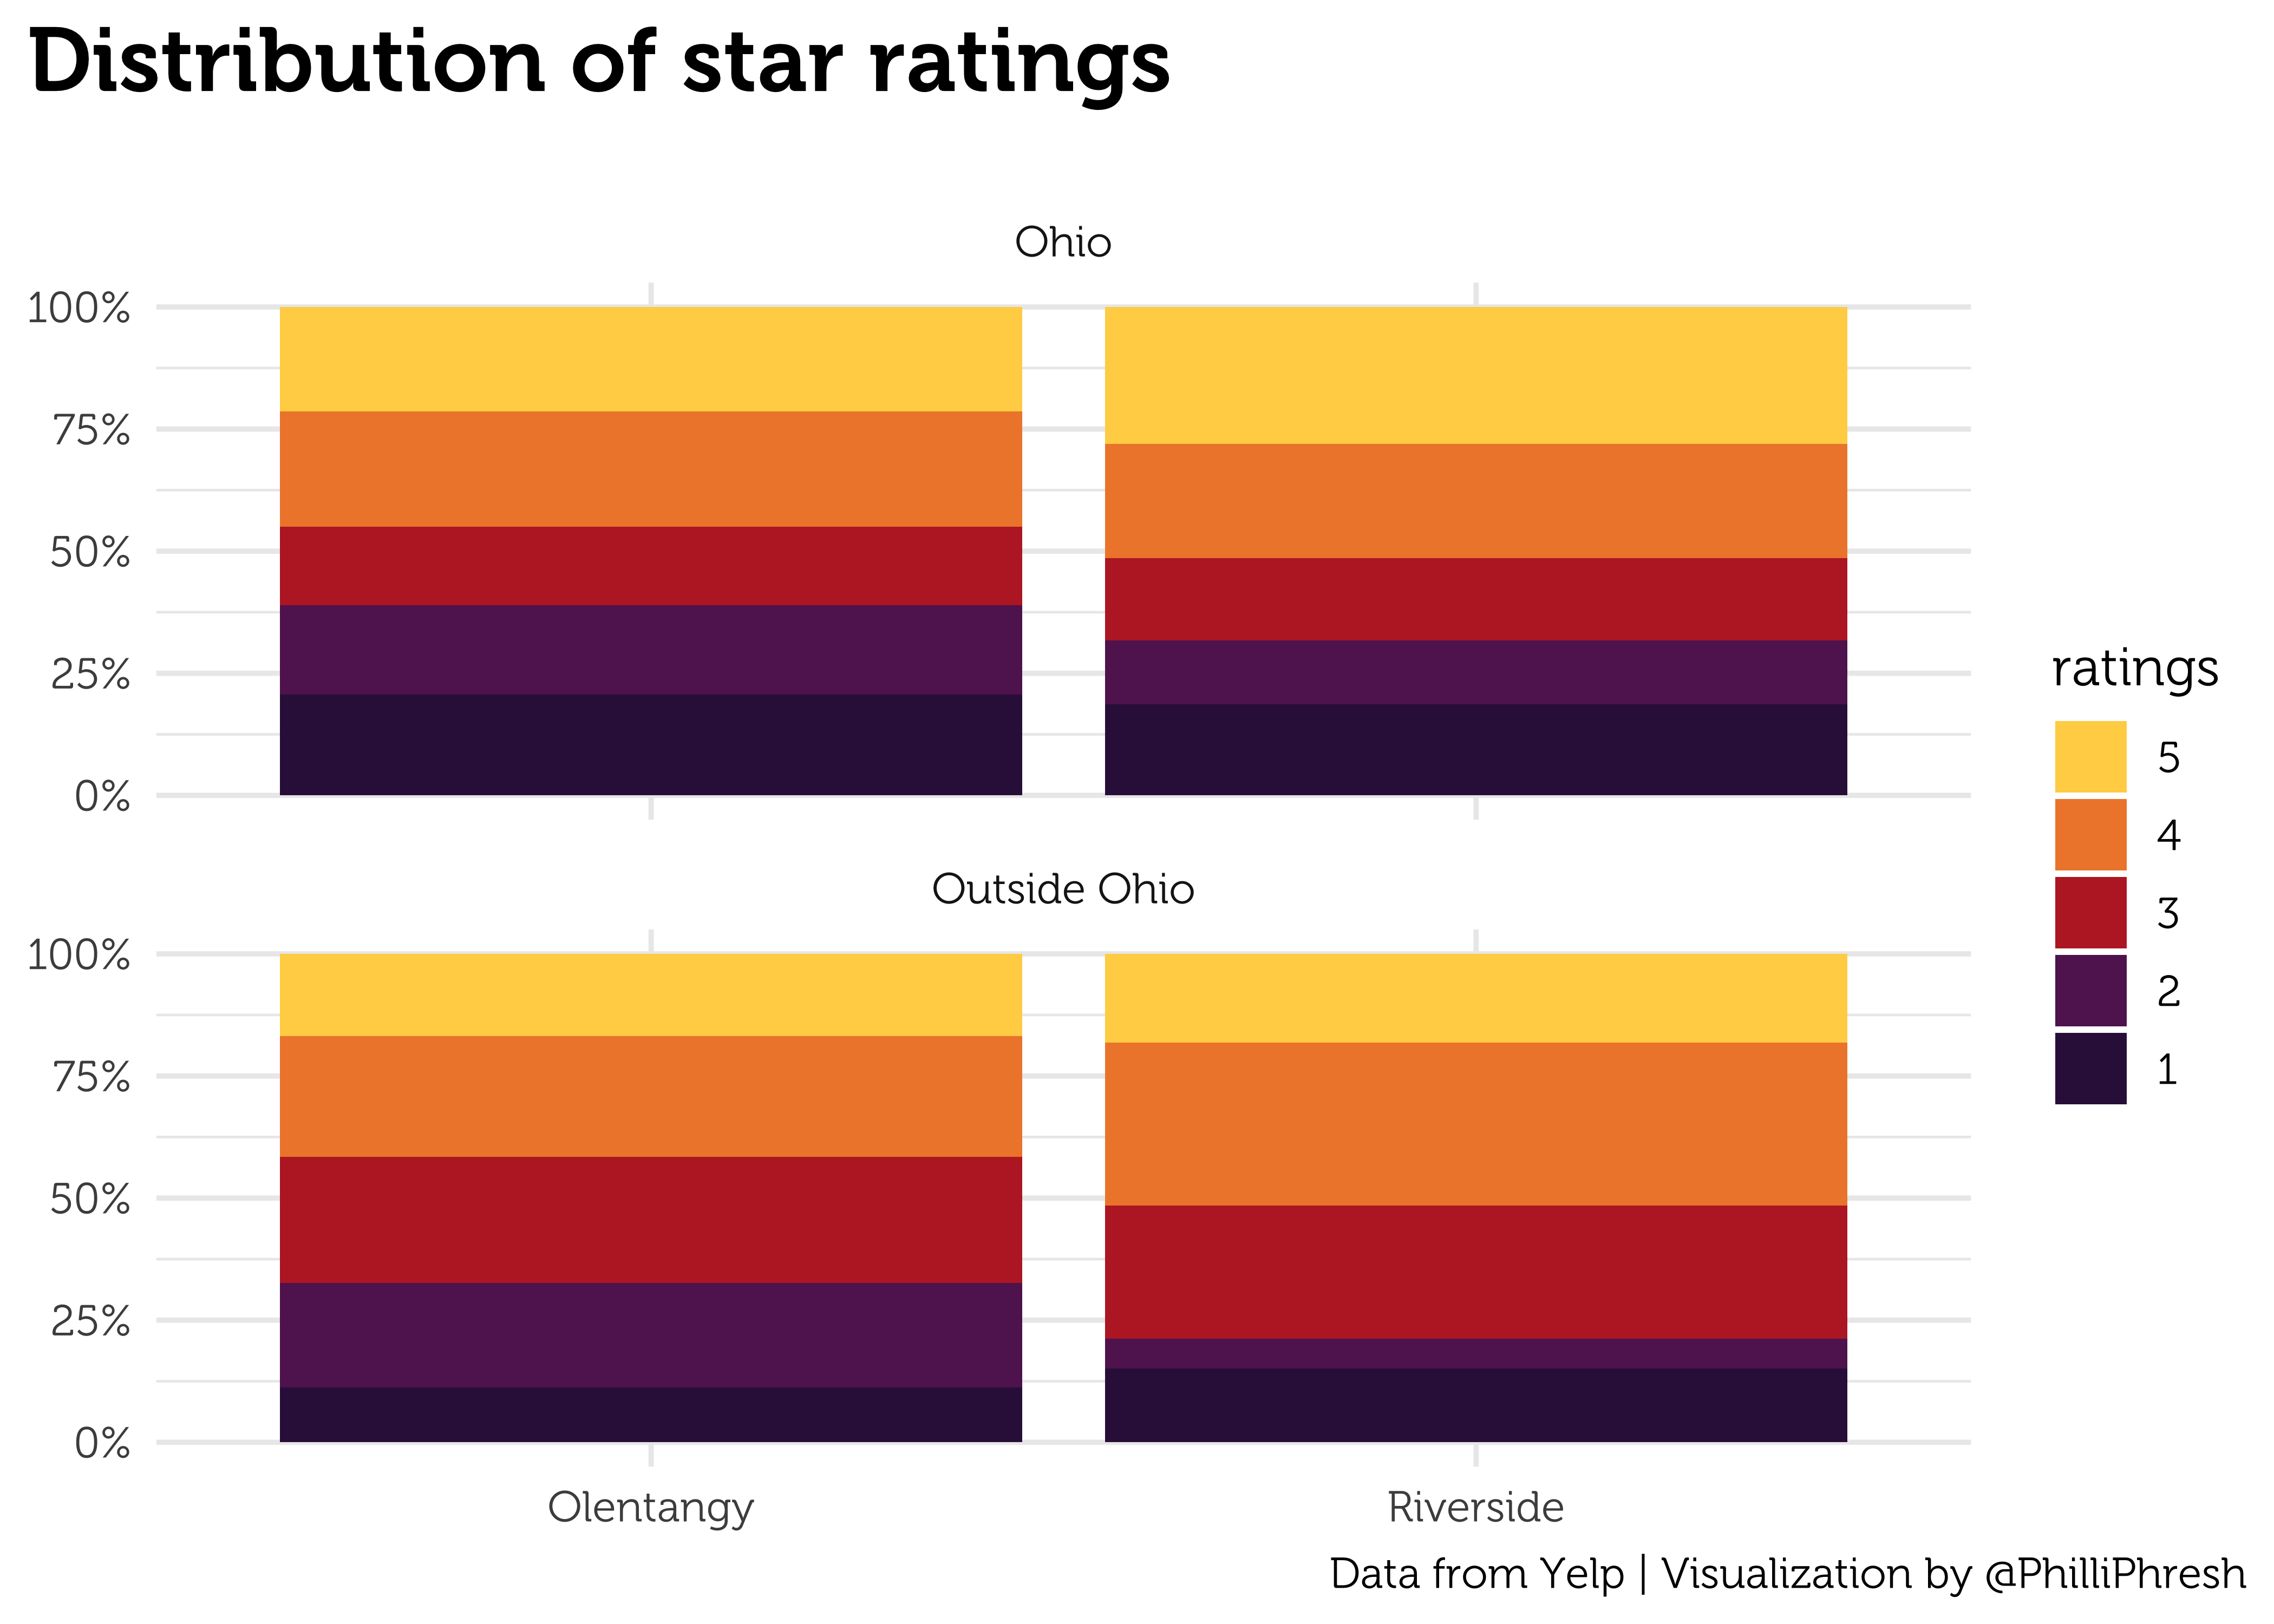 Distribution of star ratings
Ohio
100%
75%
50%
25%
0%
Outside Ohio
100%
75%
50%
25%
0%
Olentangy Riverside
ratings
5
4
3
2
1
Data from Yelp | Visualization by @PhilliPhresh